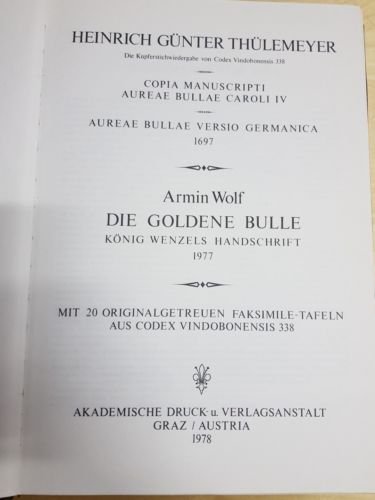 HEINRICH GÜNTER THÜLEMEYER
Die Kupferstichwiedergabe von Codex Vindobonensis 338
COPIA MANUSCRIPTI
AUREAE BULLAE CAROLI IV
AUREAE BULLAE VERSIO GERMANICA
1697
Armin Wolf
DIE GOLDENE BULLE
KÖNIG WENZELS HANDSCHRIFT
1977
MIT 20 ORIGINALGETREUEN FAKSIMILE-TAFELN
AUS CODEX VINDOBONENSIS 338
AKADEMISCHE DRUCK- u. VERLAGSANSTALT
GRAZ / AUSTRIA
1978